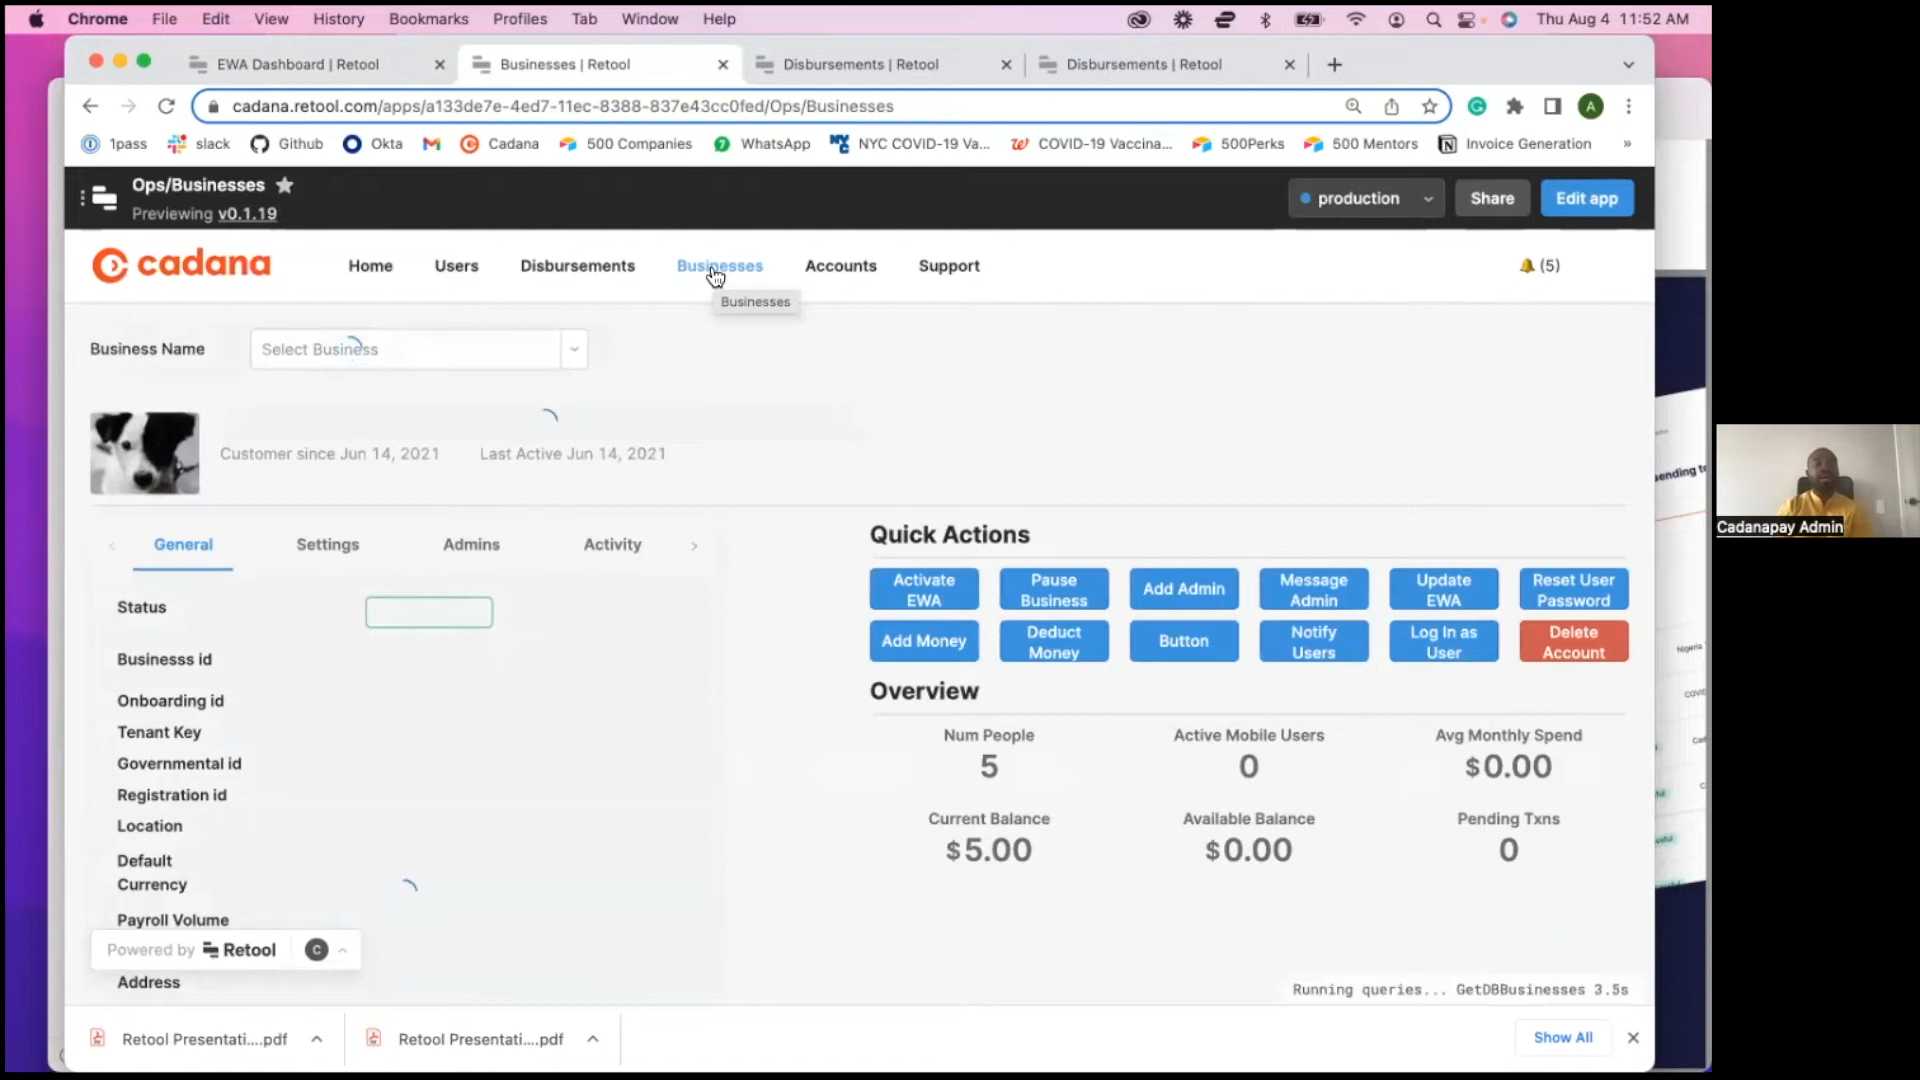 Chrome File Edit View History Bookmarks Profiles Tab Window Help Thu Aug 4 11:52 AM
EWA Dashboard | Retool Businesses | Retool Disbursements | Retool Disbursements | Retool
cadana.retool.com/apps/a133de7e-4ed7-11ec-8388-837e43cc0fed/Ops/Businesses A
1pass slack Github Okta Cadana 500 Companies WhatsApp NYC COVID-19 Va... COVID-19 Vaccina... 500Perks 500 Mentors Invoice Generation »
Ops/Businesses
Previewing v0.1.19
production Share Edit app
cadana Home Users Disbursements Businesses Accounts Support (5)
Businesses
Business Name Select Business
Customer since Jun 14, 2021 Last Active Jun 14, 2021
General Settings Admins Activity
Quick Actions
Activate EWA Pause Business Add Admin Message Admin Update EWA Reset User Password
Add Money Deduct Money Button Notify Users Log In as User Delete Account
Status
Businesss id
Onboarding id
Tenant Key
Governmental id
Registration id
Location
Default Currency
Payroll Volume
Address
Overview
Num People Active Mobile Users Avg Monthly Spend
5 0 $0.00
Current Balance Available Balance Pending Txns
$5.00 $0.00 0
Powered by Retool C
Running queries... GetDBBusinesses 3.5s
Retool Presentati....pdf Retool Presentati....pdf Show All
ending to
Nigeria
Cadanapay Admin